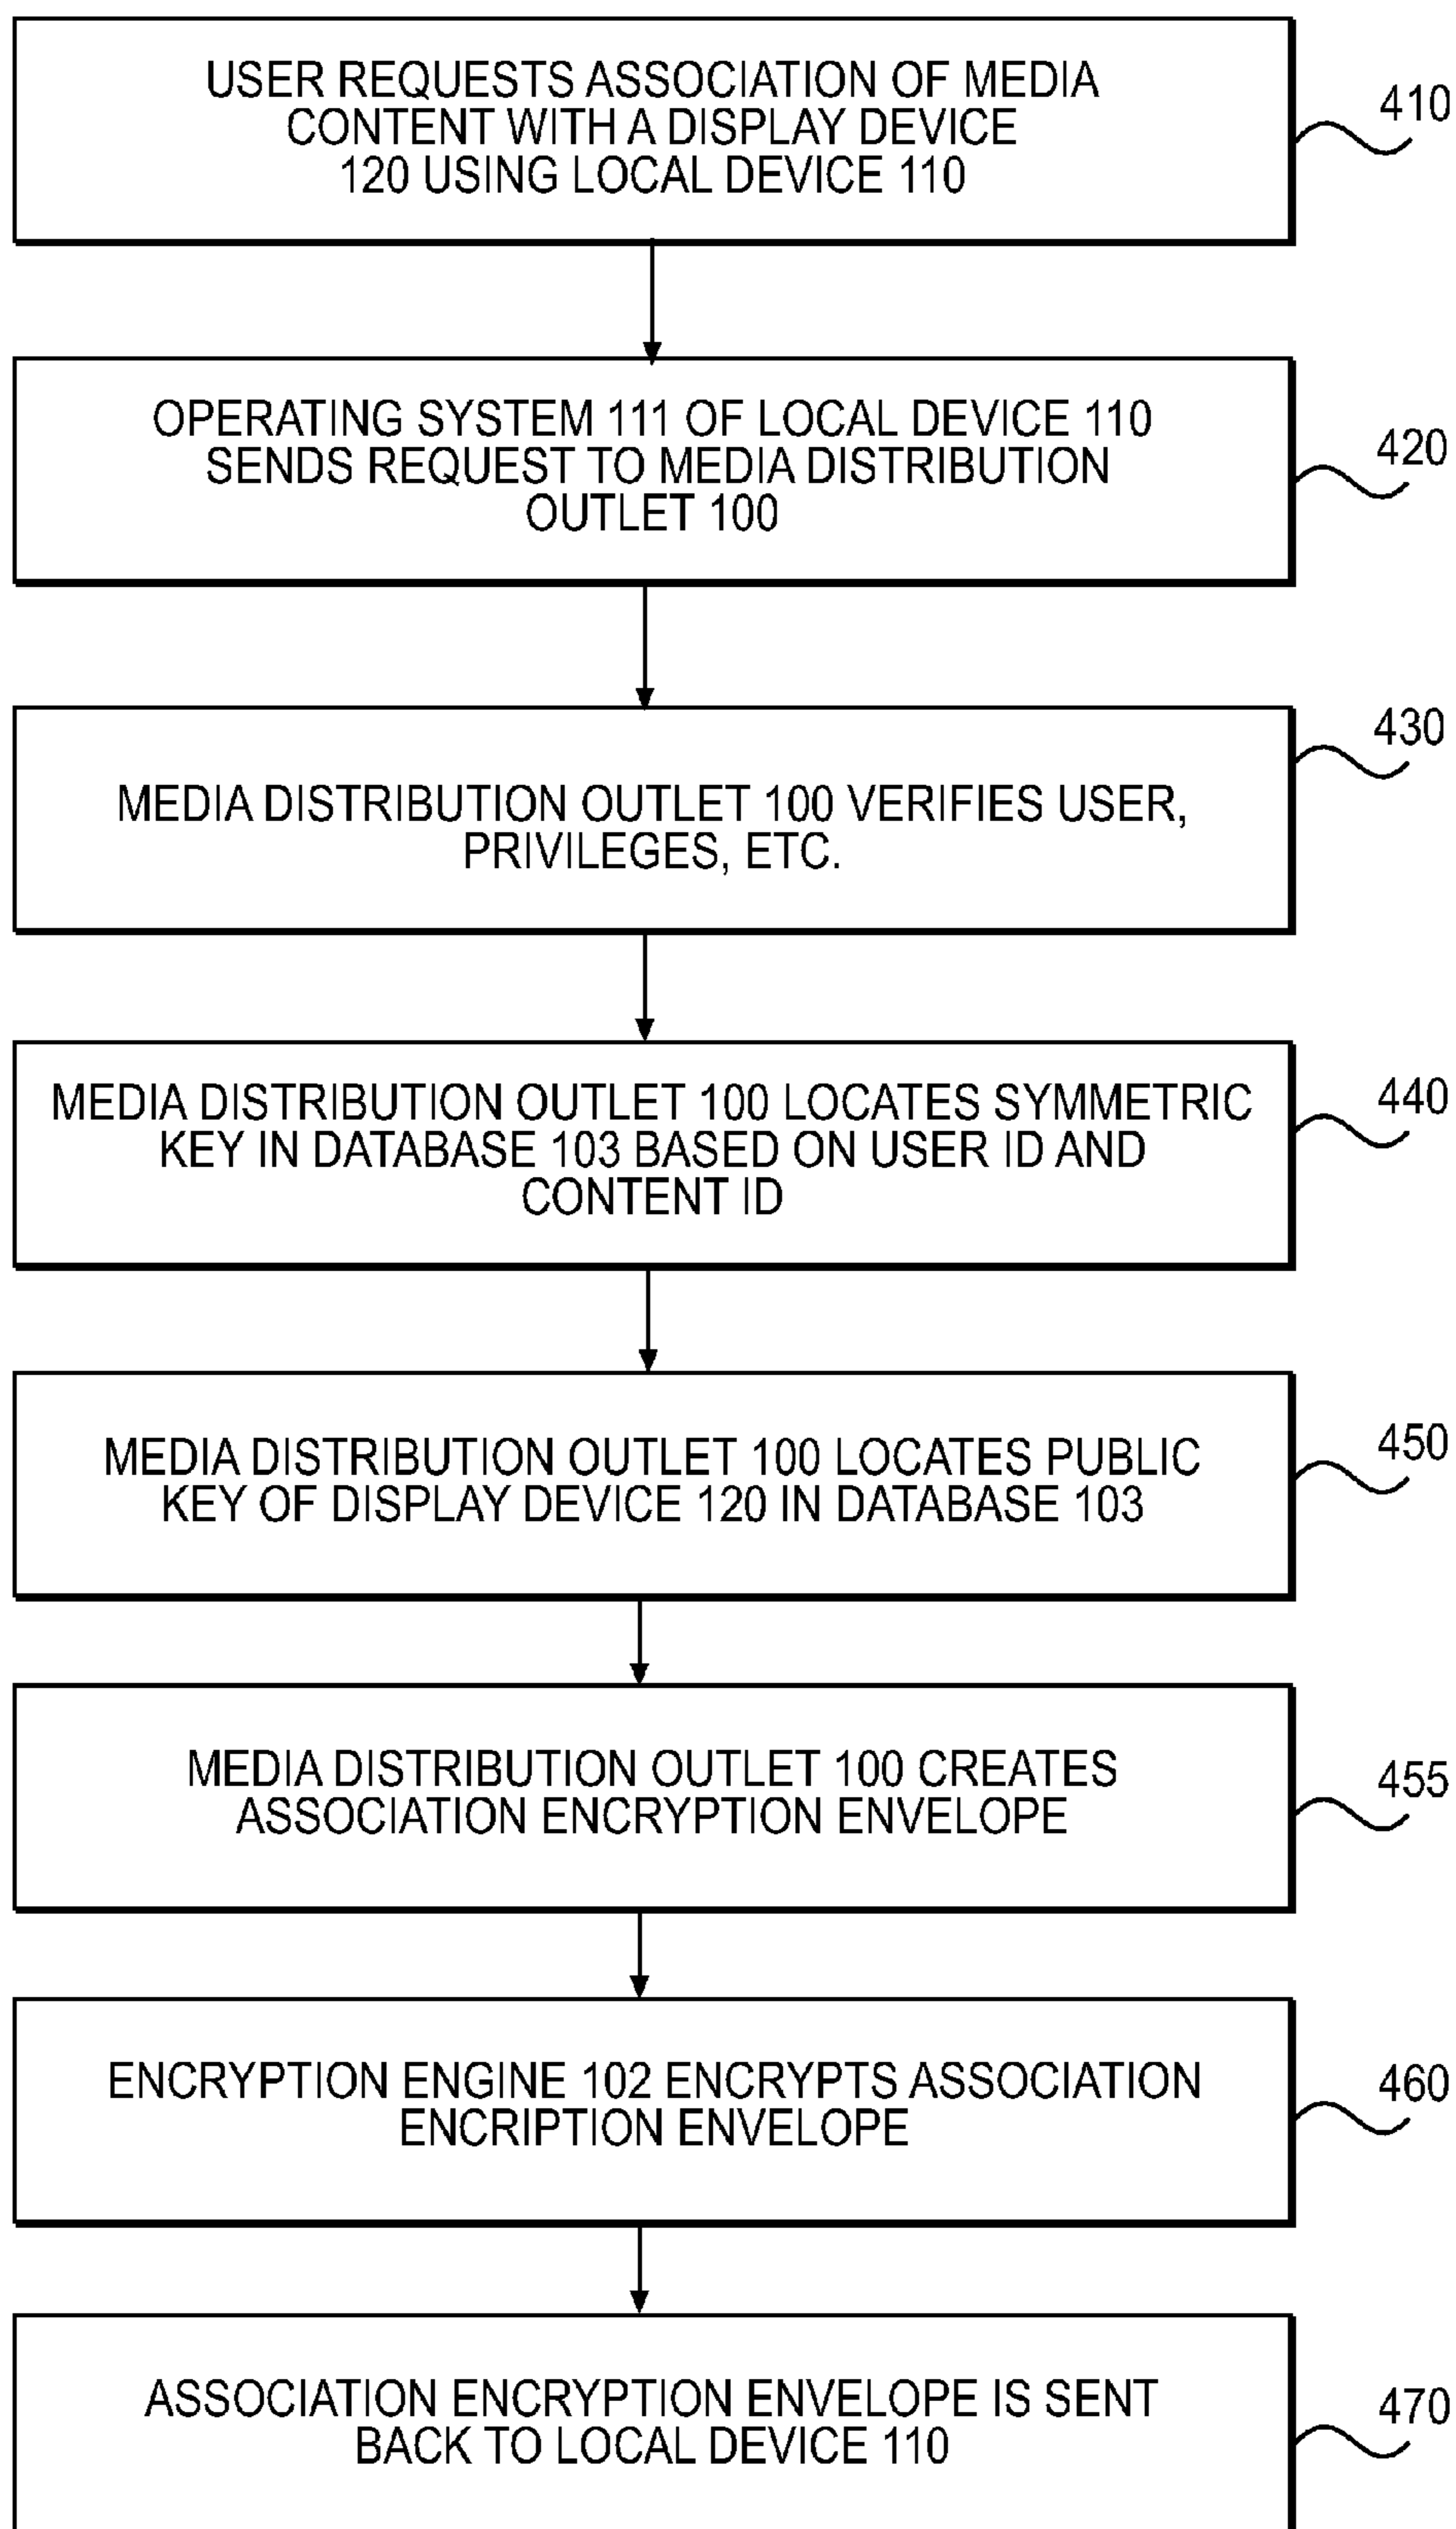 USER REQUESTS ASSOCIATION OF MEDIA
CONTENT WITH A DISPLAY DEVICE
120 USING LOCAL DEVICE 110
410
OPERATING SYSTEM 111 OF LOCAL DEVICE 110
SENDS REQUEST TO MEDIA DISTRIBUTION
OUTLET 100
420
MEDIA DISTRIBUTION OUTLET 100 VERIFIES USER,
PRIVILEGES, ETC.
430
MEDIA DISTRIBUTION OUTLET 100 LOCATES SYMMETRIC
KEY IN DATABASE 103 BASED ON USER ID AND
CONTENT ID
440
MEDIA DISTRIBUTION OUTLET 100 LOCATES PUBLIC
KEY OF DISPLAY DEVICE 120 IN DATABASE 103
450
MEDIA DISTRIBUTION OUTLET 100 CREATES
ASSOCIATION ENCRYPTION ENVELOPE
455
ENCRYPTION ENGINE 102 ENCRYPTS ASSOCIATION
ENCRIPTION ENVELOPE
460
ASSOCIATION ENCRYPTION ENVELOPE IS SENT
BACK TO LOCAL DEVICE 110
470